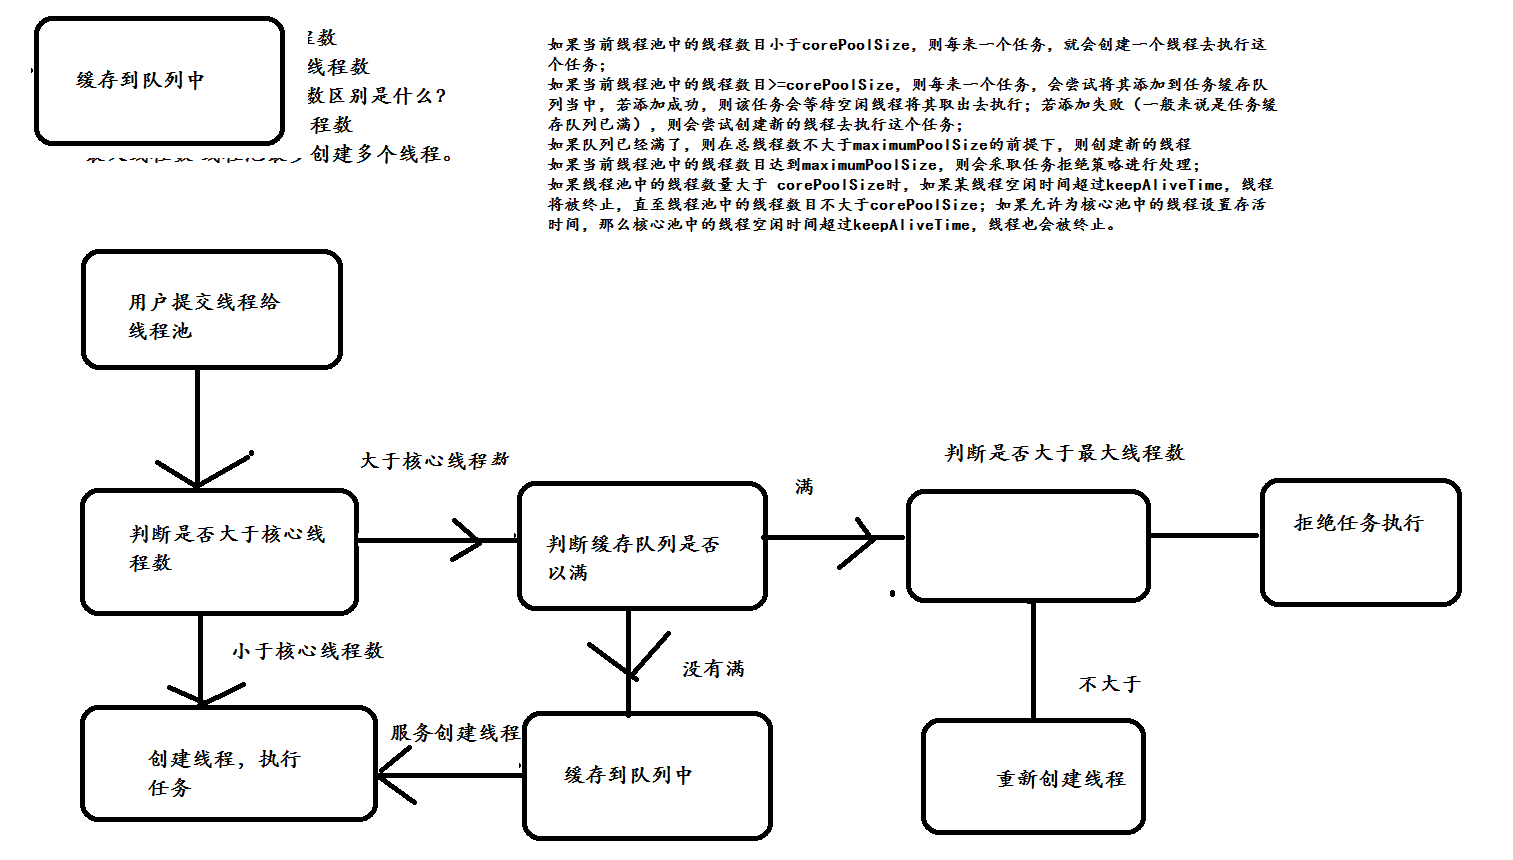 缓存到队列中
程数
线程数
数区别是什么?
程数
创建多个线程。
如果当前线程池中的线程数目小于corePoolSize，则每来一个任务，就会创建一个线程去执行这
个任务；
如果当前线程池中的线程数目>=corePoolSize，则每来一个任务，会尝试将其添加到任务缓存队
列当中，若添加成功，则该任务会等待空闲线程将其取出去执行；若添加失败（一般来说是任务缓
存队列已满），则会尝试创建新的线程去执行这个任务；
如果队列已经满了，则在总线程数不大于maximumPoolSize的前提下，则创建新的线程
如果当前线程池中的线程数目达到maximumPoolSize，则会采取任务拒绝策略进行处理；
如果线程池中的线程数量大于 corePoolSize时，如果某线程空闲时间超过keepAliveTime，线程
将被终止，直至线程池中的线程数目不大于corePoolSize；如果允许为核心池中的线程设置存活
时间，那么核心池中的线程空闲时间超过keepAliveTime，线程也会被终止。
用户提交线程给
线程池
大于核心线程数
满
判断是否大于最大线程数
判断是否大于核心线
程数
判断缓存队列是否
以满
拒绝任务执行
小于核心线程数
没有满
不大于
服务创建线程
创建线程，执行
任务
缓存到队列中
重新创建线程